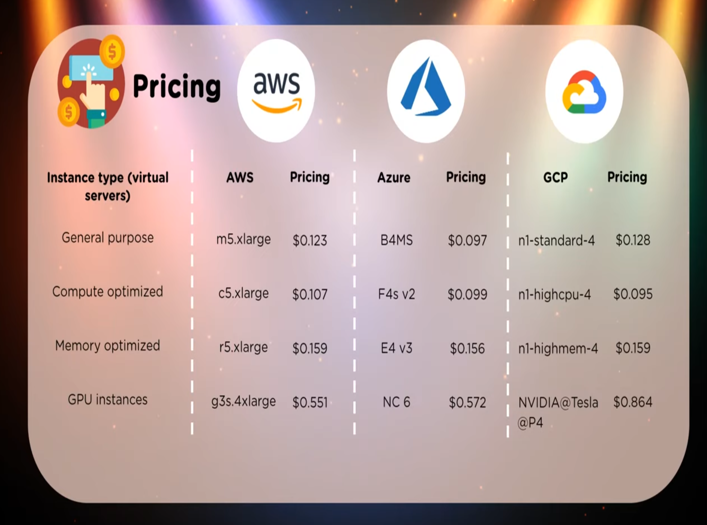 Pricing
aws
Instance type (virtual servers) AWS Pricing Azure Pricing GCP Pricing
General purpose m5.xlarge $0.123 B4MS $0.097 n1-standard-4 $0.128
Compute optimized c5.xlarge $0.107 F4s v2 $0.099 n1-highcpu-4 $0.095
Memory optimized r5.xlarge $0.159 E4 v3 $0.156 n1-highmem-4 $0.159
GPU instances g3s.4xlarge $0.551 NC 6 $0.572 NVIDIA@Tesla @P4 $0.864